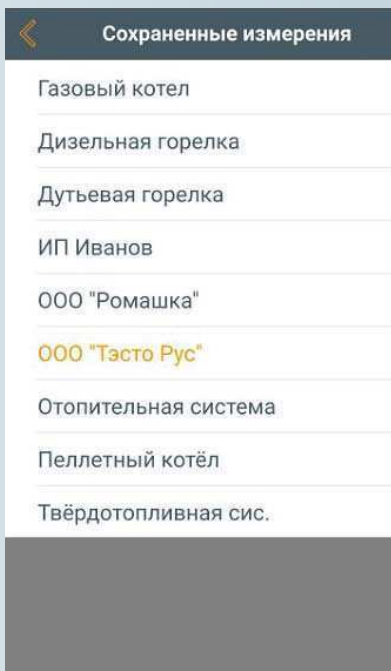 Сохраненные измерения
Газовый котел
Дизельная горелка
Дутьевая горелка
ИП Иванов
ООО "Ромашка"
ООО "Тэсто Рус"
Отопительная система
Пеллетный котёл
Твёрдотопливная сис.